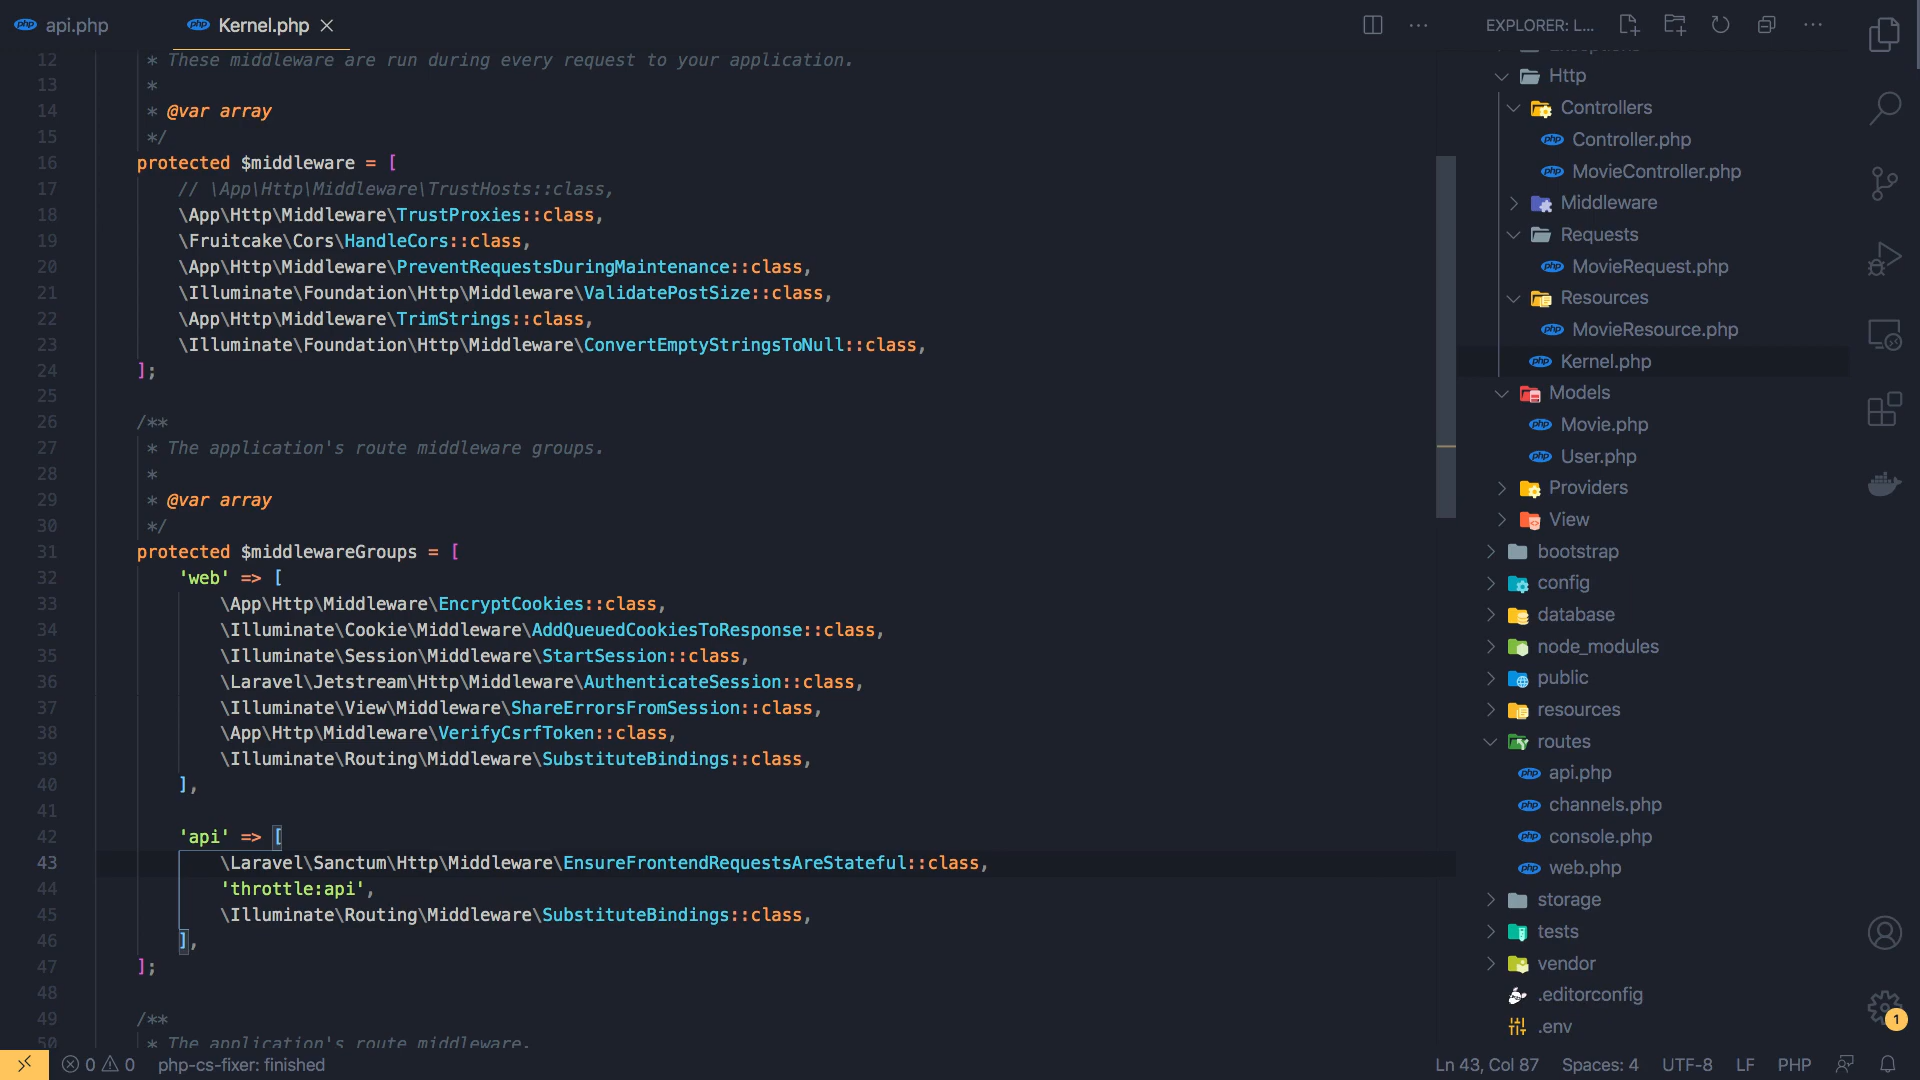 api.php
Kernel.php
EXPLORER: L...
12 * These middleware are run during every request to your application.
13 *
14 * @var array
15 */
16 protected $middleware = [
17 // \App\Http\Middleware\TrustHosts::class,
18 \App\Http\Middleware\TrustProxies::class,
19 \Fruitcake\Cors\HandleCors::class,
20 \App\Http\Middleware\PreventRequestsDuringMaintenance::class,
21 \Illuminate\Foundation\Http\Middleware\ValidatePostSize::class,
22 \App\Http\Middleware\TrimStrings::class,
23 \Illuminate\Foundation\Http\Middleware\ConvertEmptyStringsToNull::class,
24 ];
25
26 /**
27 * The application's route middleware groups.
28 *
29 * @var array
30 */
31 protected $middlewareGroups = [
32 'web' => [
33 \App\Http\Middleware\EncryptCookies::class,
34 \Illuminate\Cookie\Middleware\AddQueuedCookiesToResponse::class,
35 \Illuminate\Session\Middleware\StartSession::class,
36 \Laravel\Jetstream\Http\Middleware\AuthenticateSession::class,
37 \Illuminate\View\Middleware\ShareErrorsFromSession::class,
38 \App\Http\Middleware\VerifyCsrfToken::class,
39 \Illuminate\Routing\Middleware\SubstituteBindings::class,
40 ],
41
42 'api' => [
43 \Laravel\Sanctum\Http\Middleware\EnsureFrontendRequestsAreStateful::class,
44 'throttle:api',
45 \Illuminate\Routing\Middleware\SubstituteBindings::class,
46 ],
47 ];
48
49 /**
50 * The application's route middleware.
Exceptions
Http
Controllers
Controller.php
MovieController.php
Middleware
Requests
MovieRequest.php
Resources
MovieResource.php
Kernel.php
Models
Movie.php
User.php
Providers
View
bootstrap
config
database
node_modules
public
resources
routes
api.php
channels.php
console.php
web.php
storage
tests
vendor
.editorconfig
.env
1
0 0 php-cs-fixer: finished
Ln 43, Col 87 Spaces: 4 UTF-8 LF PHP